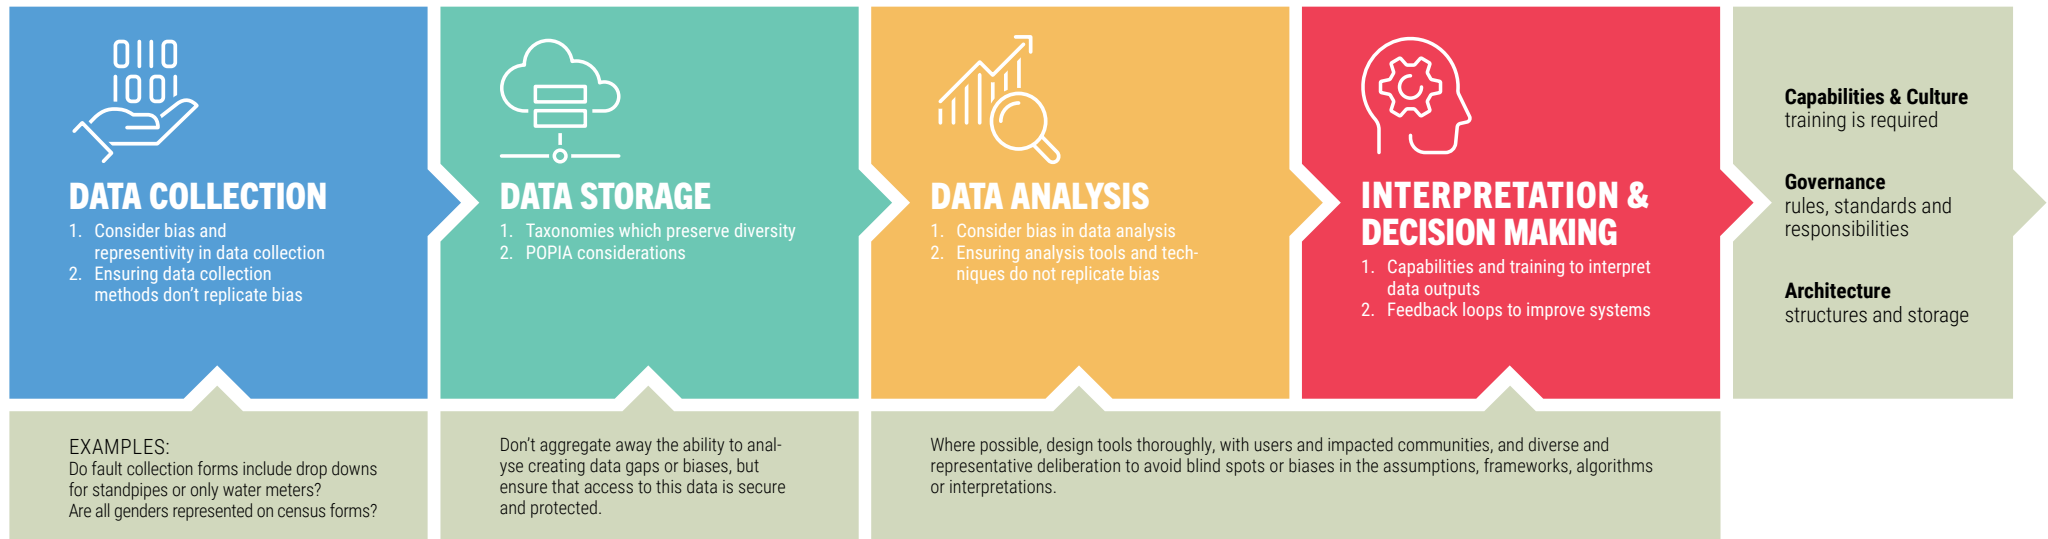 0110
1001
DATA COLLECTION
1. Consider bias and
representivity in data collection
2. Ensuring data collection
methods don't replicate bias
DATA STORAGE
1. Taxonomies which preserve diversity
2. POPIA considerations
DATA ANALYSIS
1. Consider bias in data analysis
2. Ensuring analysis tools and tech-
niques do not replicate bias
INTERPRETATION &
DECISION MAKING
1. Capabilities and training to interpret
data outputs
2. Feedback loops to improve systems
Capabilities & Culture
training is required
Governance
rules, standards and
responsibilities
Architecture
structures and storage
EXAMPLES:
Do fault collection forms include drop downs
for standpipes or only water meters?
Are all genders represented on census forms?
Don't aggregate away the ability to anal-
yse creating data gaps or biases, but
ensure that access to this data is secure
and protected.
Where possible, design tools thoroughly, with users and impacted communities, and diverse and
representative deliberation to avoid blind spots or biases in the assumptions, frameworks, algorithms
or interpretations.